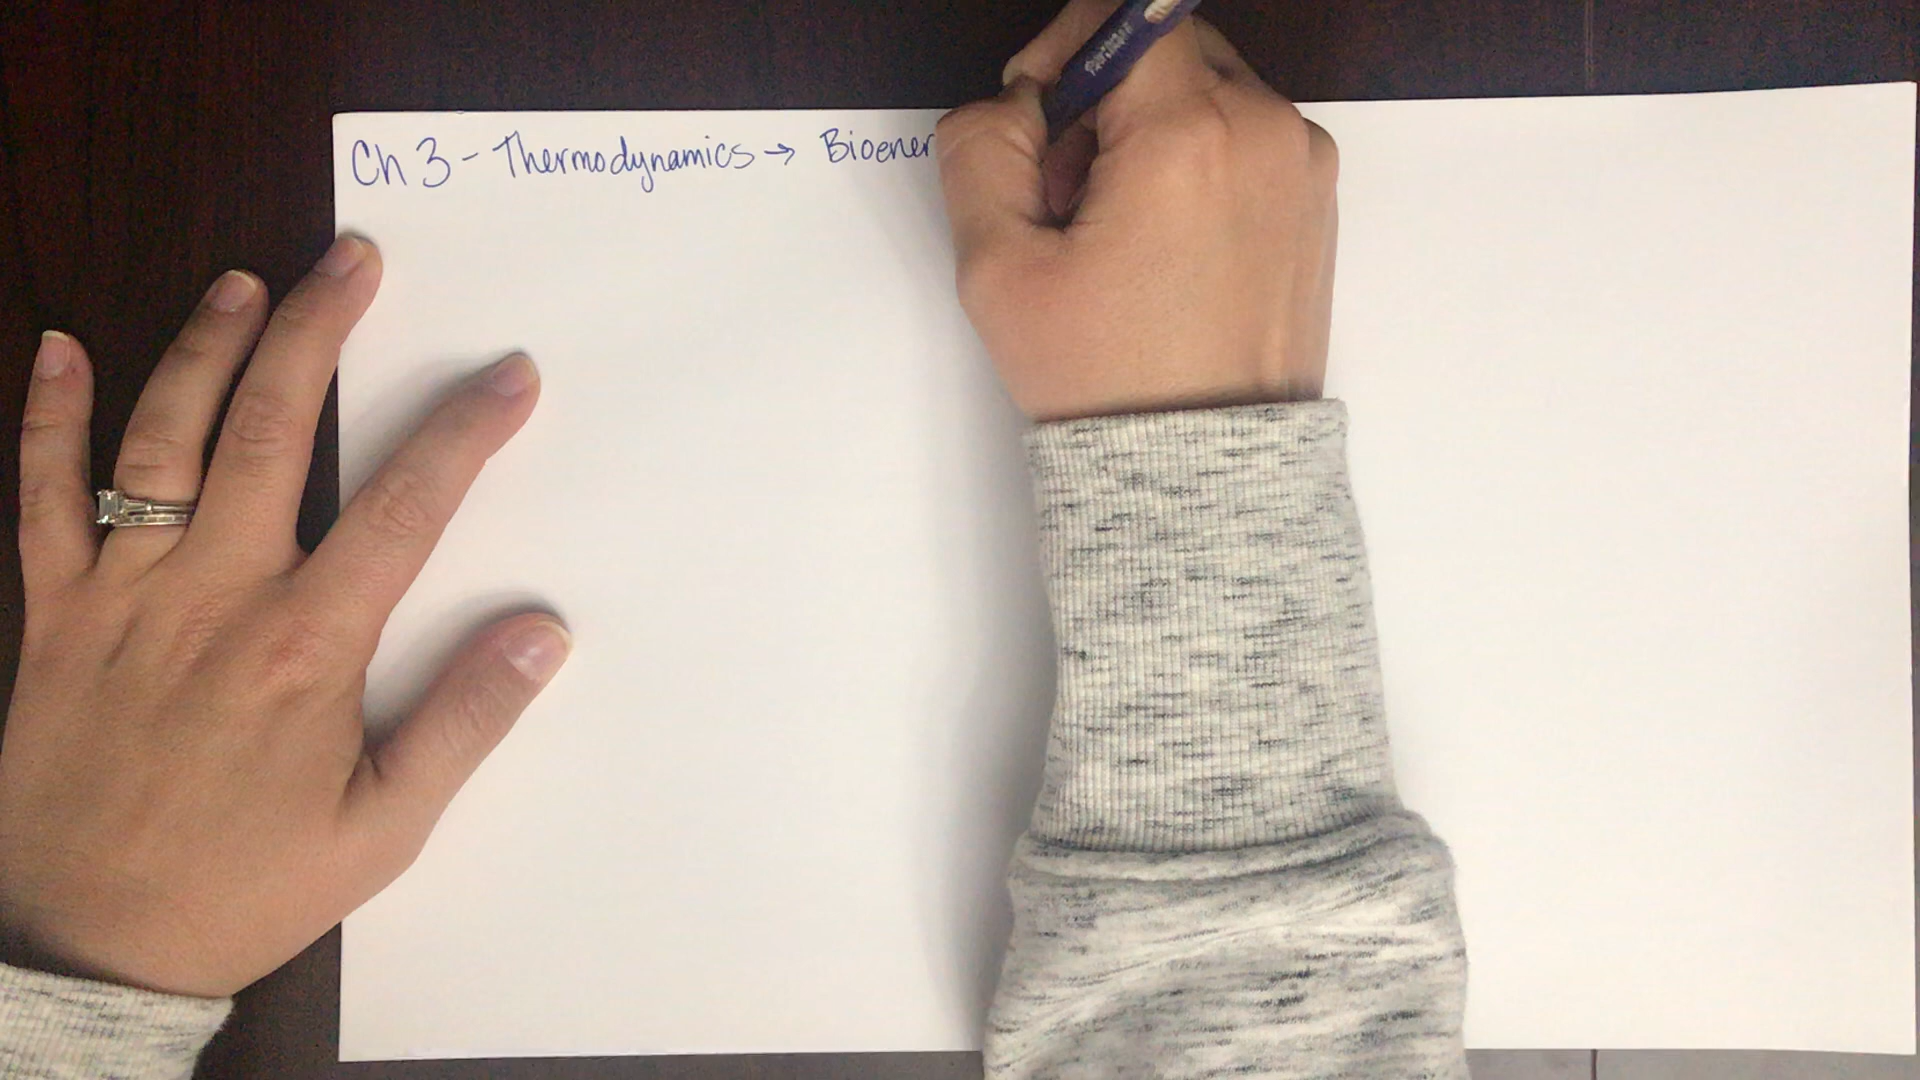 Ch 3 - Thermodynamics → Bioener